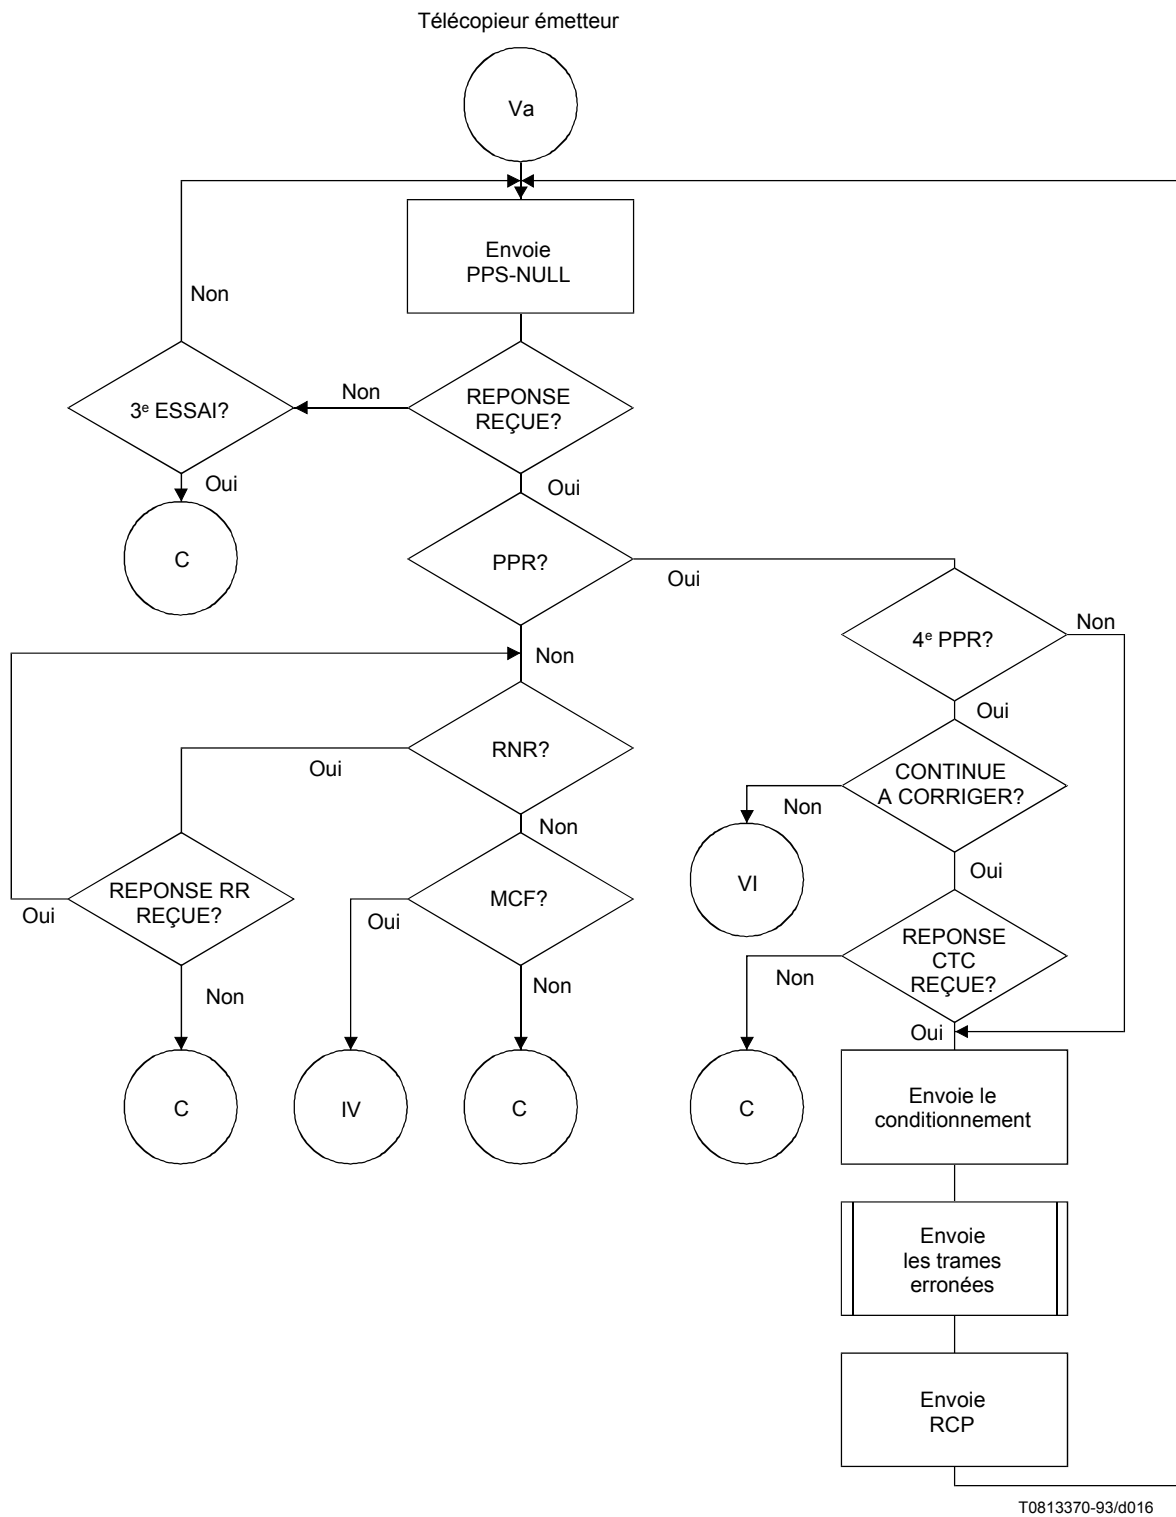 Télécopieur émetteur
Va
Envoie
PPS-NULL
Non
3e ESSAI?
Non
REPONSE
REÇUE?
Oui
C
Oui
PPR?
Oui
4e PPR?
Non
Non
Oui
RNR?
Oui
CONTINUE
A CORRIGER?
Non
Non
VI
Oui
REPONSE RR
REÇUE?
Oui
MCF?
Oui
REPONSE
CTC
REÇUE?
Non
Non
Non
Oui
C
IV
C
C
Envoie le
conditionnement
Envoie
les trames
erronées
Envoie
RCP
T0813370-93/d016